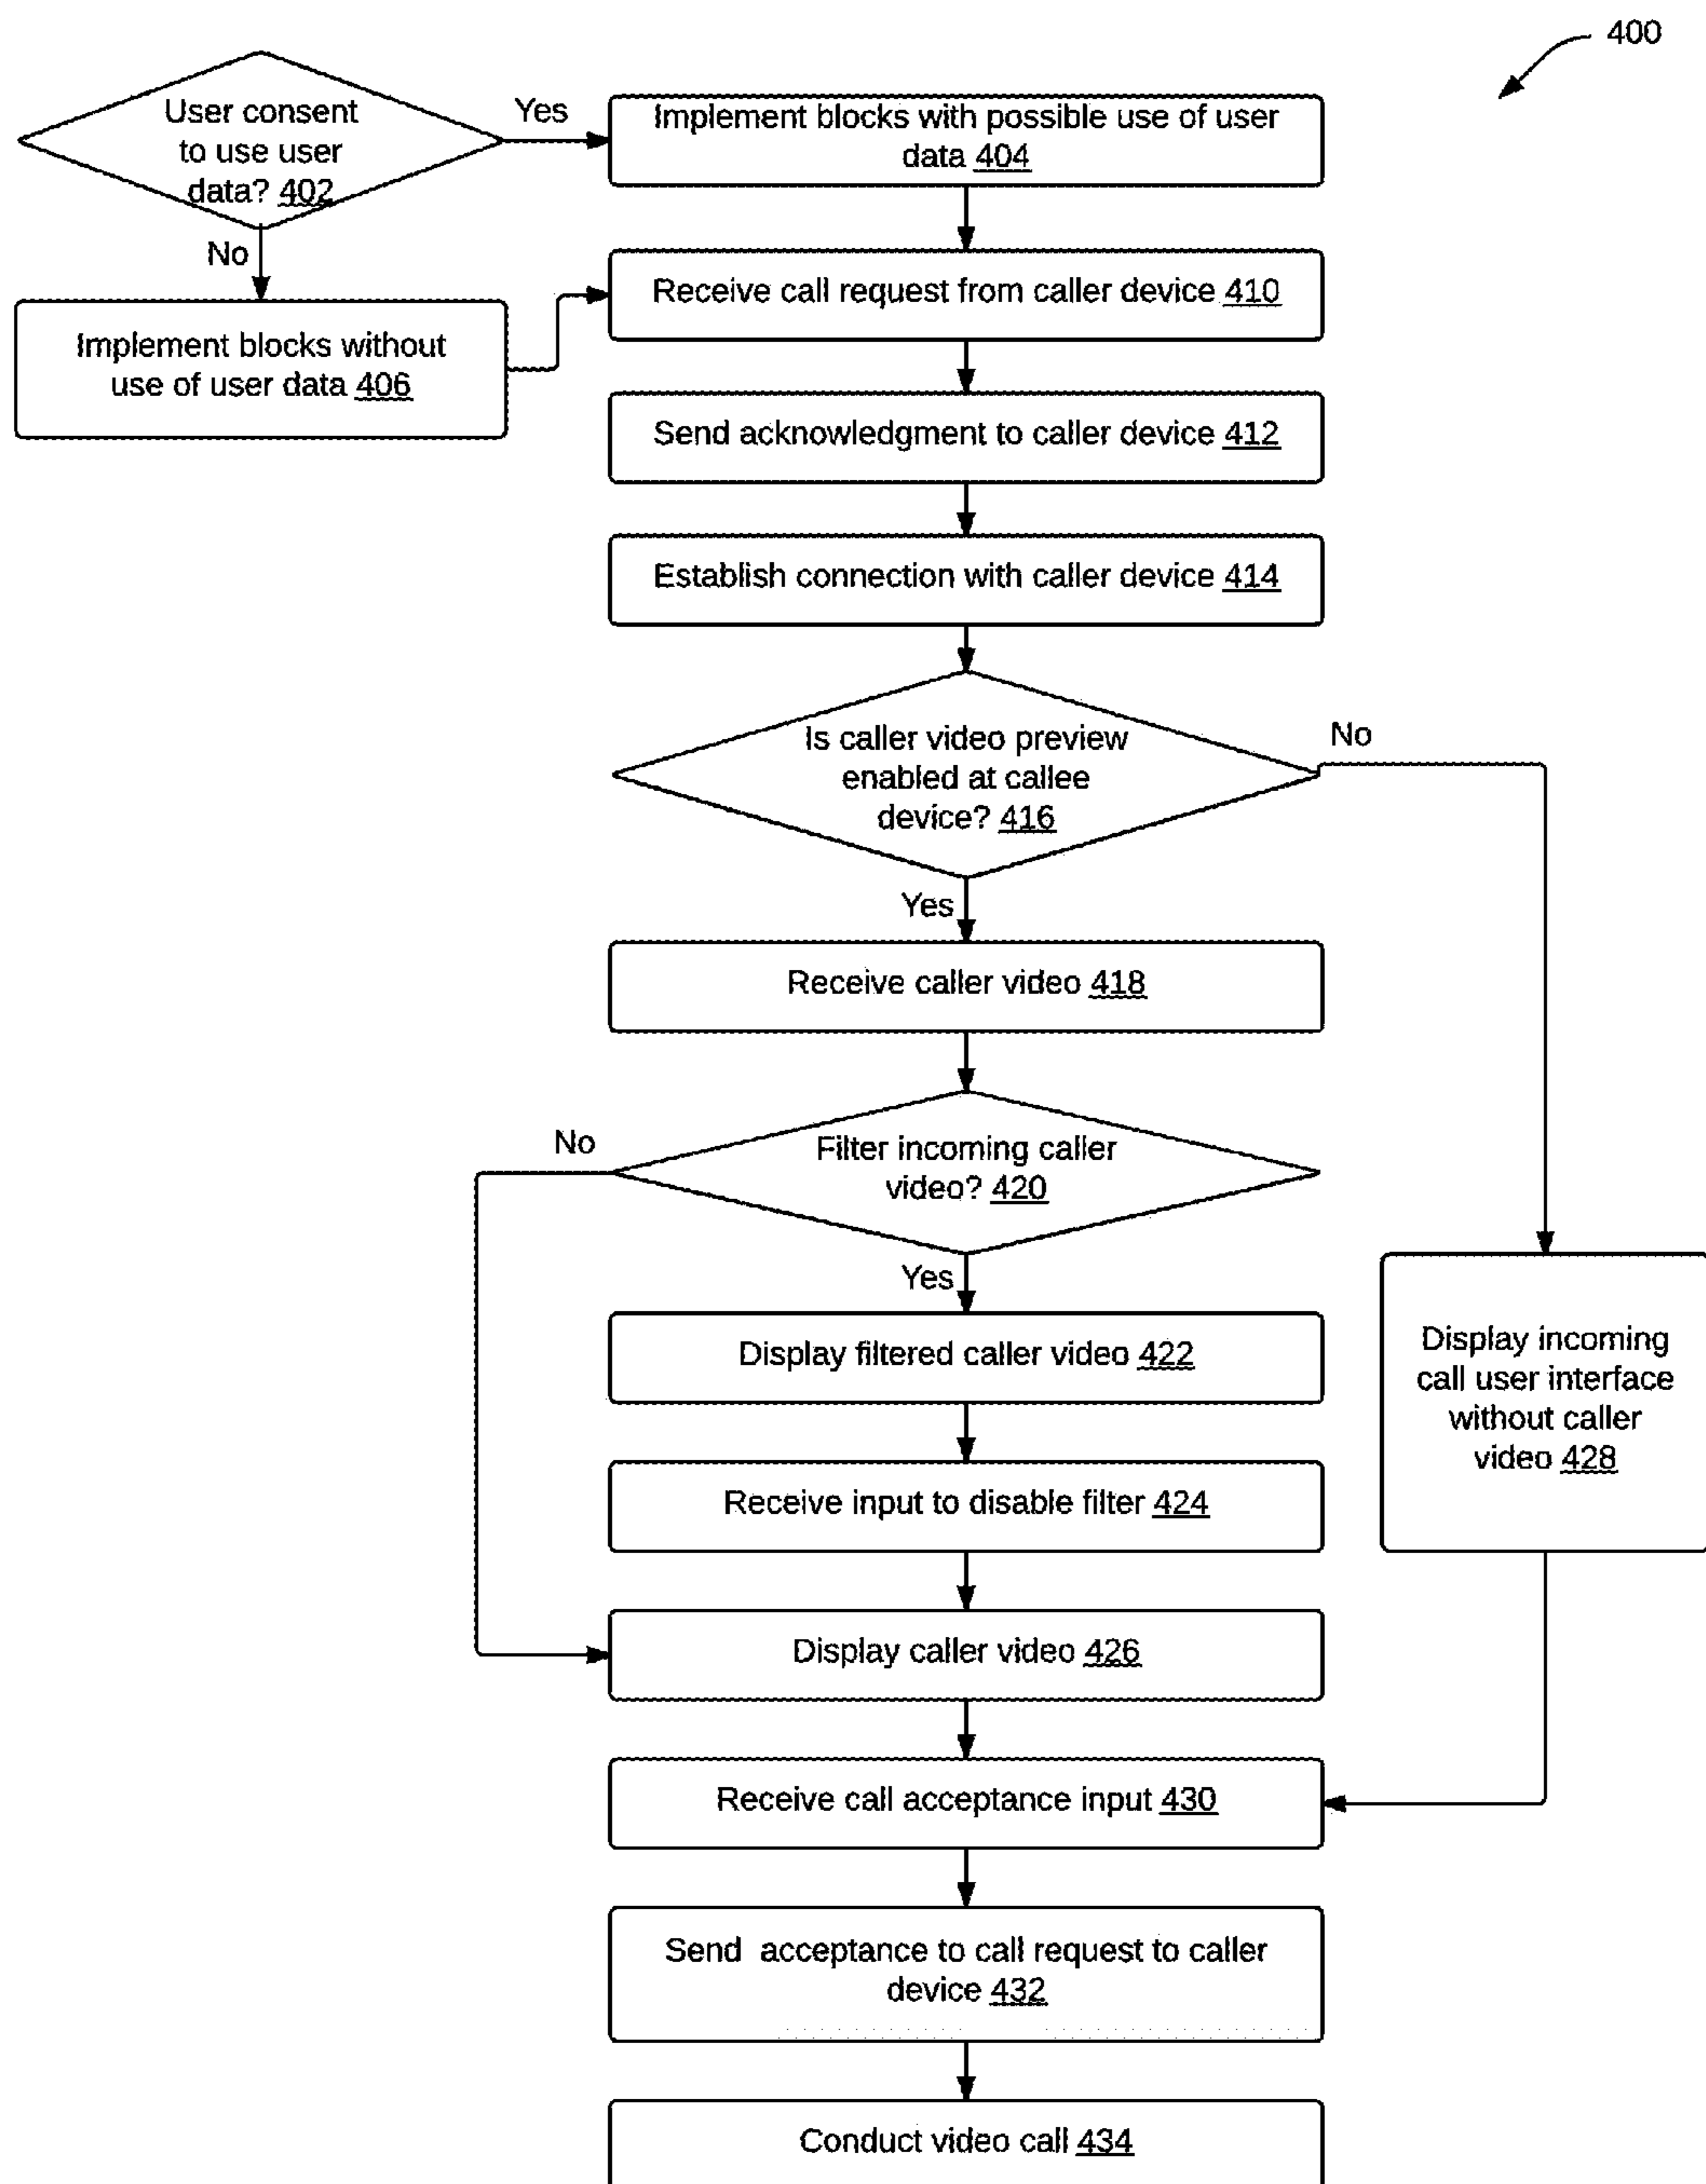 400
User consent
to use user
data? 402
Yes
Implement blocks with possible use of user
data 404
No
Receive call request from caller device 410
Implement blocks without
use of user data 406
Send acknowledgment to caller device 412
Establish connection with caller device 414
Is caller video preview
enabled at callee
device? 416
No
Yes
Receive caller video 418
Filter incoming caller
video? 420
No
Yes
Display filtered caller video 422
Display incoming
call user interface
without caller
video 428
Receive input to disable filter 424
Display caller video 426
Receive call acceptance input 430
Send acceptance to call request to caller
device 432
Conduct video call 434